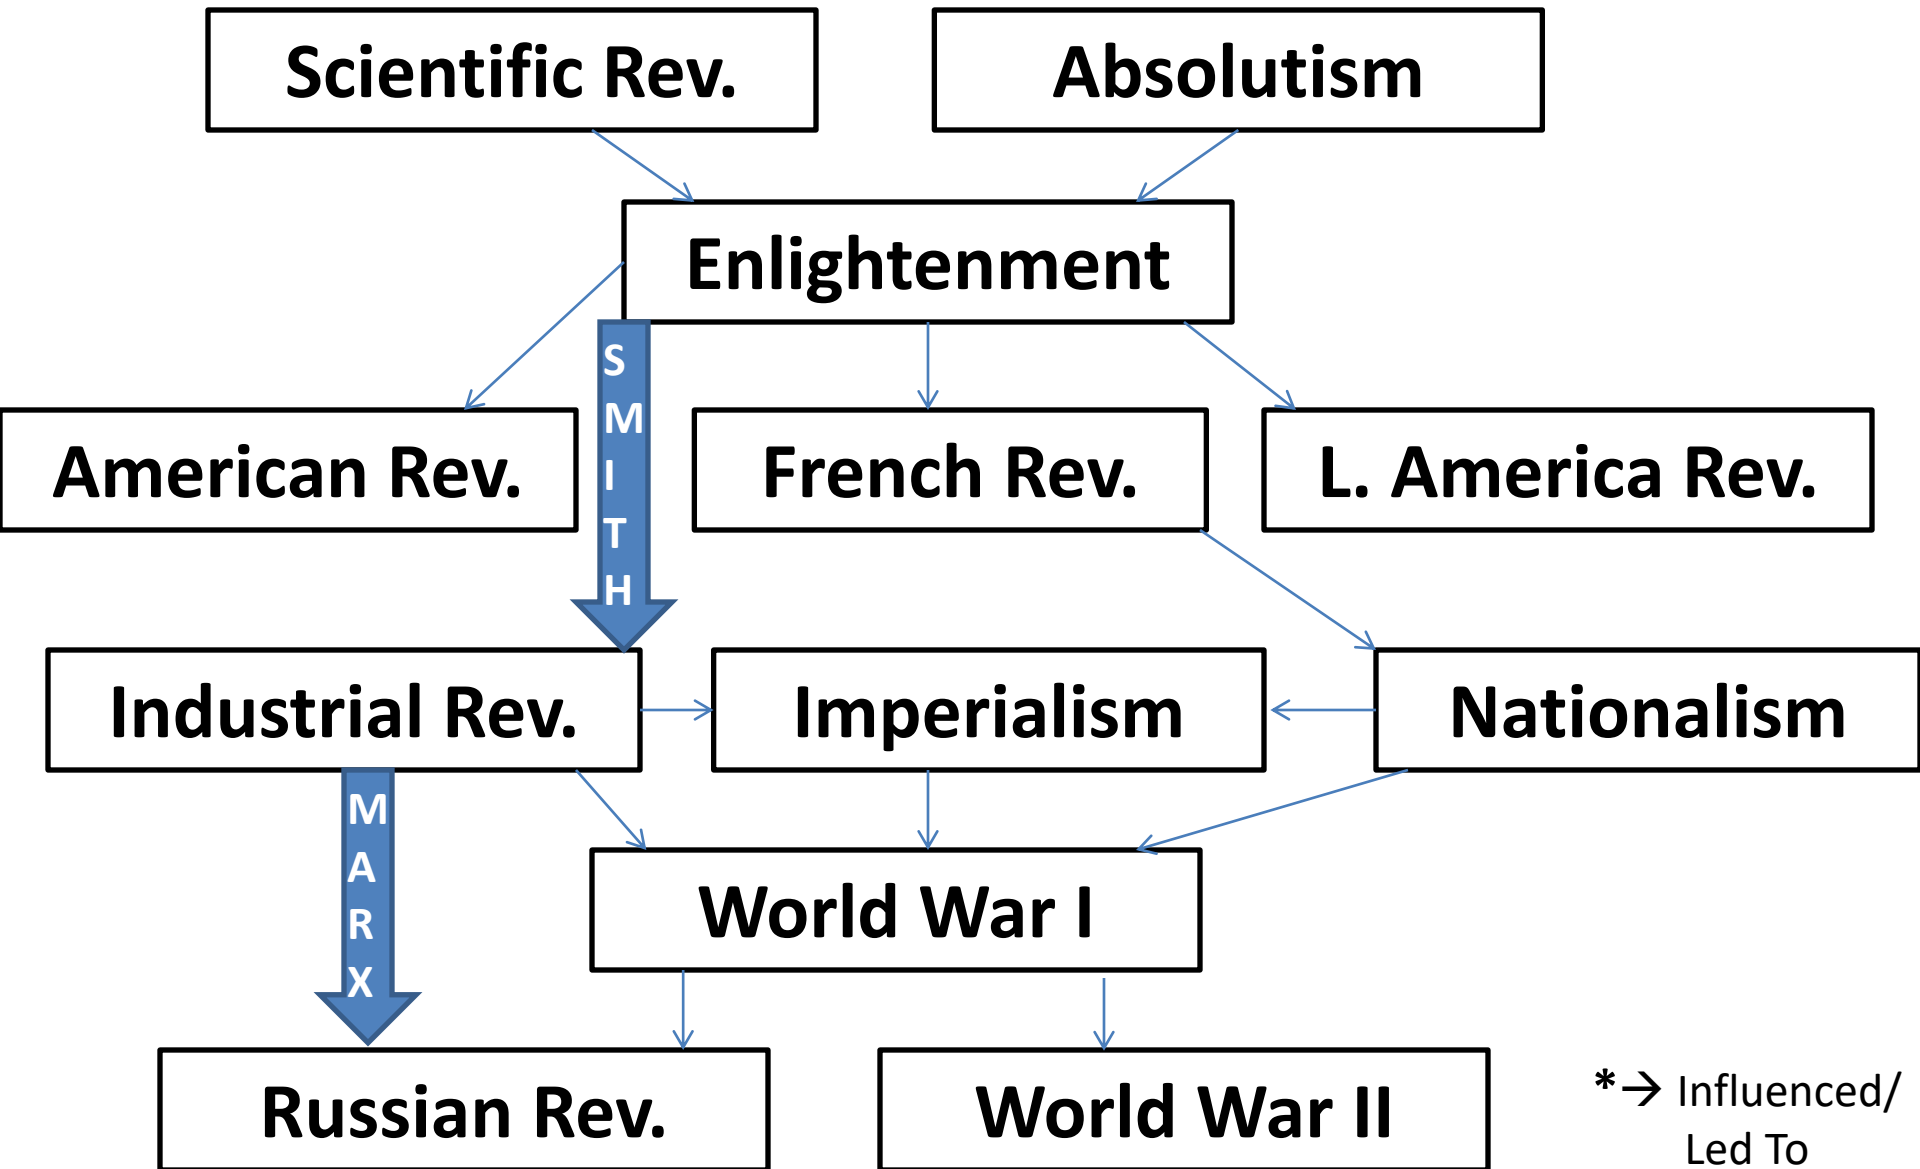 Scientific Rev.
Absolutism
Enlightenment
S
M
I
T
H
American Rev.
French Rev.
L. America Rev.
Industrial Rev.
Imperialism
Nationalism
M
A
R
X
World War I
Russian Rev.
World War II
*→ Influenced/
Led To